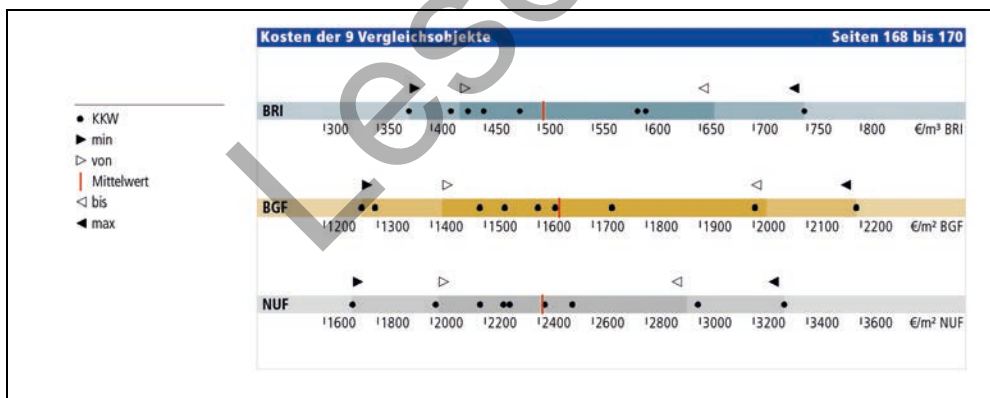 Kosten der 9 Vergleichsobjekte Seiten 168 bis 170
KKW
min
von
Mittelwert
bis
max
BRI
300 350 400 450 500 550 600 650 700 750 800 €/m³ BRI
BGF
1200 1300 1400 1500 1600 1700 1800 1900 2000 2100 2200 €/m² BGF
NUF
1600 1800 2000 2200 2400 2600 2800 3000 3200 3400 3600 €/m² NUF
Lese